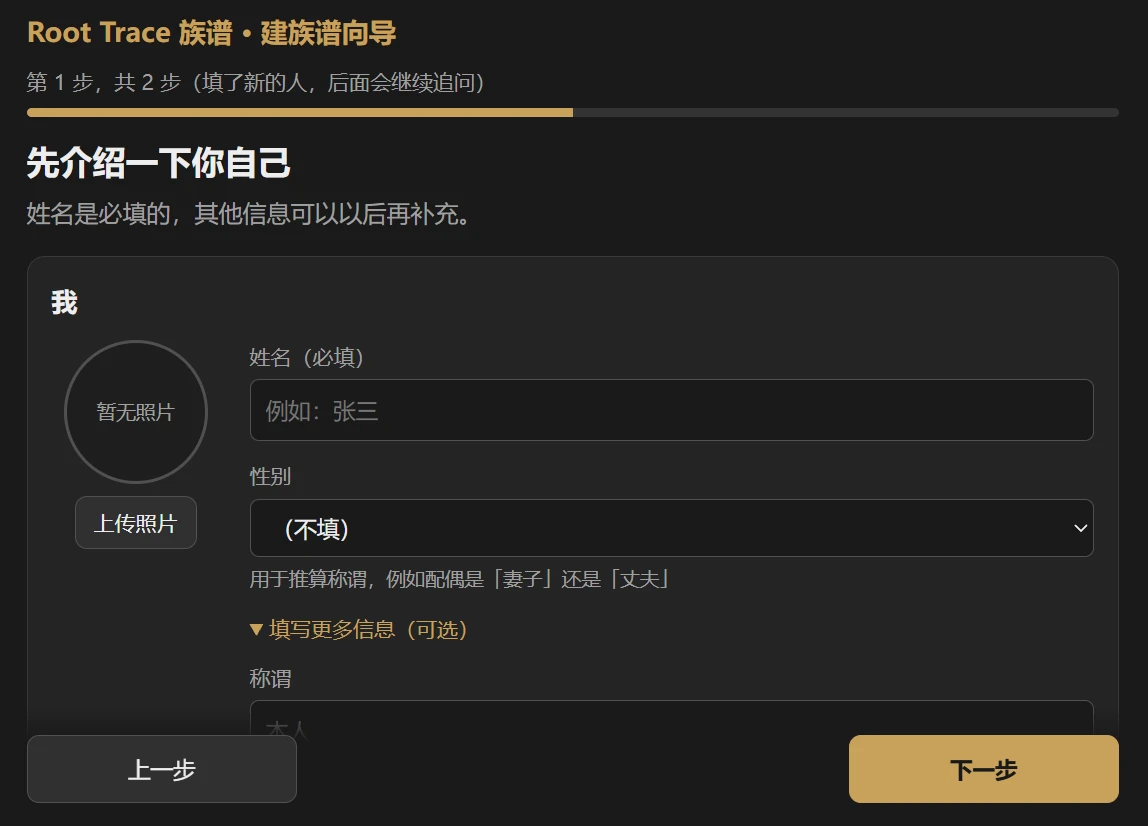 Root Trace 族谱 • 建族谱向导
第 1 步，共 2 步（填了新的人，后面会继续追问）
先介绍一下你自己
姓名是必填的，其他信息可以以后再补充。
我
暂无照片
上传照片
姓名（必填）
例如：张三
性别
（不填）
用于推算称谓，例如配偶是「妻子」还是「丈夫」
▼ 填写更多信息（可选）
称谓
本人
上一步
下一步